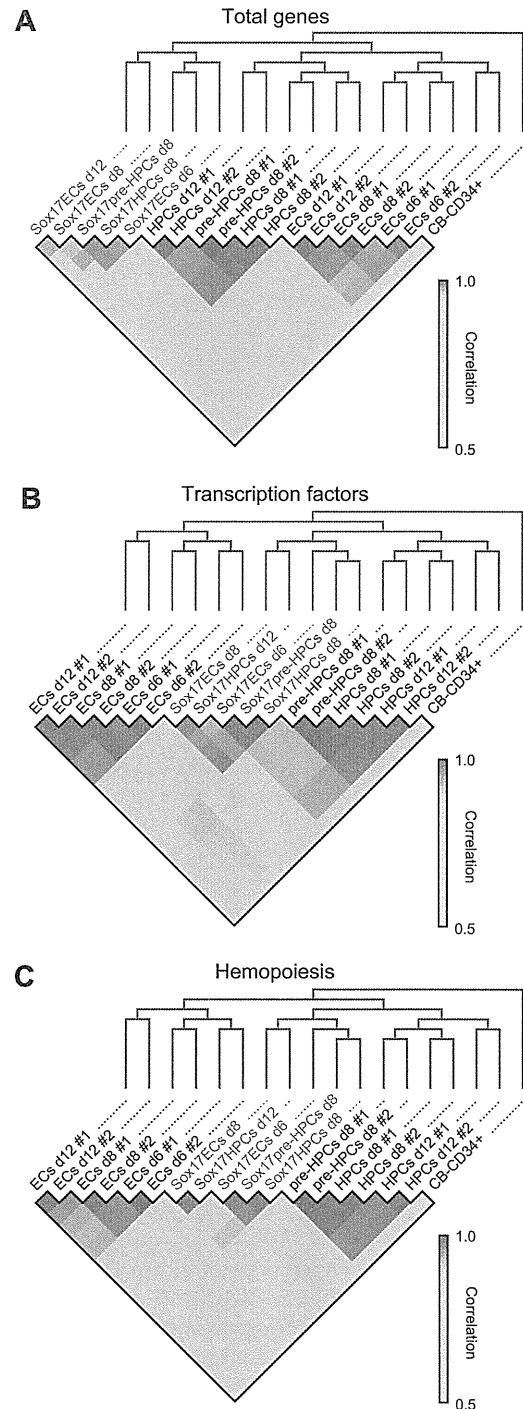 A
Total genes
Sox17ECs d12
Sox17ECs d8
Sox17pre-HPCs d8
Sox17HPCs d8
Sox17ECs d6
HPCs d12 #1
HPCs d12 #2
pre-HPCs d8 #1
pre-HPCs d8 #2
HPCs d8 #1
HPCs d8 #2
ECs d12 #1
ECs d12 #2
ECs d8 #1
ECs d8 #2
ECs d6 #1
ECs d6 #2
CB-CD34+
1.0
Correlation
0.5
B
Transcription factors
ECs d12 #1
ECs d12 #2
ECs d8 #1
ECs d8 #2
ECs d6 #1
ECs d6 #2
Sox17ECs d8
Sox17HPCs d12
Sox17ECs d6
Sox17pre-HPCs d8
Sox17HPCs d8
pre-HPCs d8 #1
pre-HPCs d8 #2
HPCs d8 #1
HPCs d8 #2
HPCs d12 #1
HPCs d12 #2
CB-CD34+
1.0
Correlation
0.5
C
Hemopoiesis
ECs d12 #1
ECs d12 #2
ECs d8 #1
ECs d8 #2
ECs d6 #1
ECs d6 #2
Sox17ECs d8
Sox17HPCs d12
Sox17ECs d6
Sox17pre-HPCs d8
Sox17HPCs d8
pre-HPCs d8 #1
pre-HPCs d8 #2
HPCs d8 #1
HPCs d8 #2
HPCs d12 #1
HPCs d12 #2
CB-CD34+
1.0
Correlation
0.5